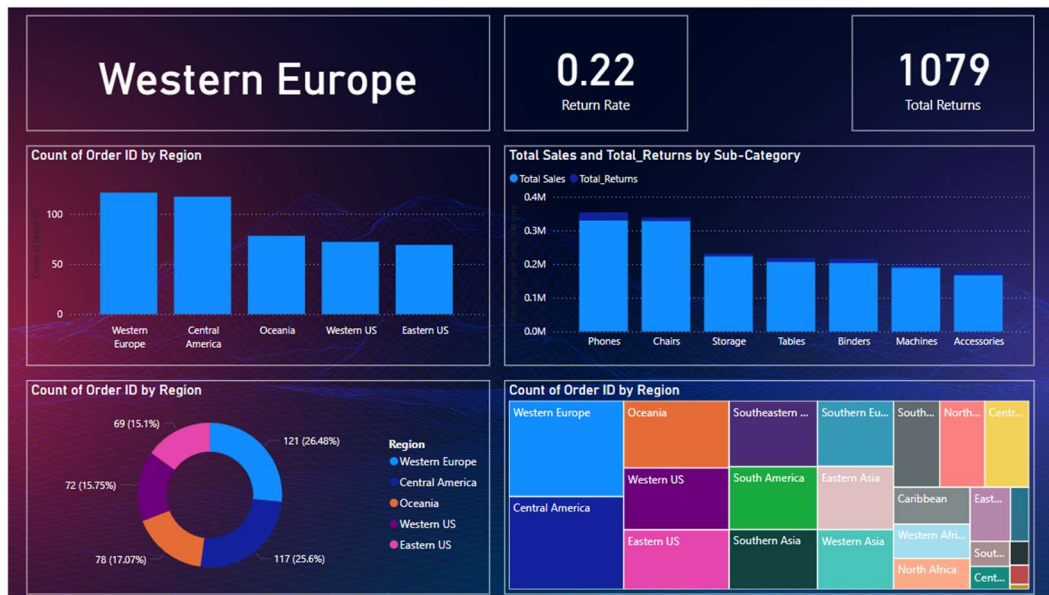 Western Europe
0.22
Return Rate
1079
Total Returns
Count of Order ID by Region
100
50
0
Count of Order ID
Western Europe
Central America
Oceania
Western US
Eastern US
Total Sales and Total_Returns by Sub-Category
Total Sales
Total_Returns
0.4M
0.3M
0.2M
0.1M
0.0M
Phones
Chairs
Storage
Tables
Binders
Machines
Accessories
Count of Order ID by Region
69 (15.1%)
121 (26.48%)
72 (15.75%)
78 (17.07%)
117 (25.6%)
Region
Western Europe
Central America
Oceania
Western US
Eastern US
Count of Order ID by Region
Western Europe
Central America
Oceania
Western US
Eastern US
Southeastern ...
South America
Southern Asia
Southern Eu...
Eastern Asia
Western Asia
South...
North...
Centr...
Caribbean
Western Afri...
North Africa
East...
Sout...
Cent...